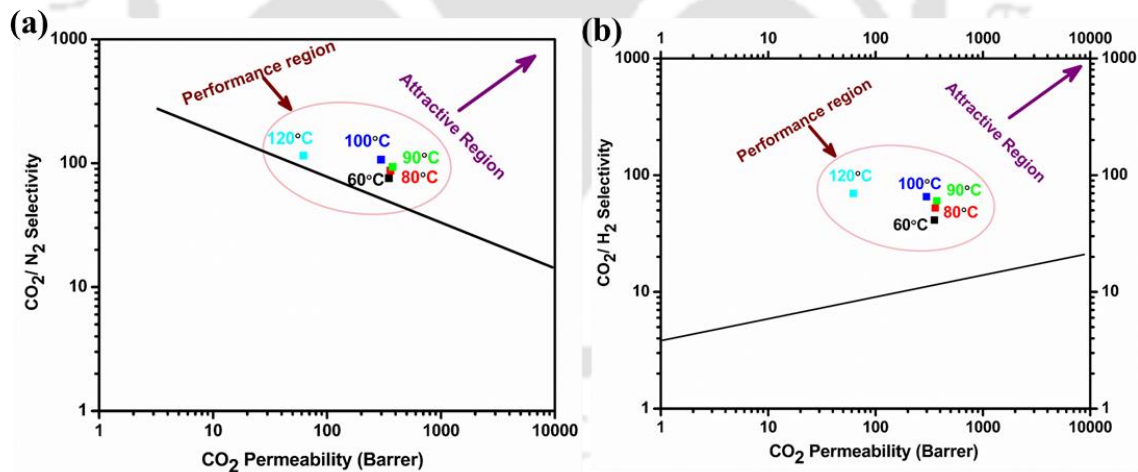 (a)
1000
100
10
1
CO₂/ N₂ Selectivity
Performance region
Attractive Region
120°C
100°C
90°C
80°C
60°C
1
10
100
1000
10000
CO₂ Permeability (Barrer)
(b)
1
10
100
1000
10000
1000
100
10
1
CO₂/ H₂ Selectivity
Performance region
Attractive Region
120°C
100°C
90°C
80°C
60°C
1000
100
10
1
1
10
100
1000
10000
CO₂ Permeability (Barrer)